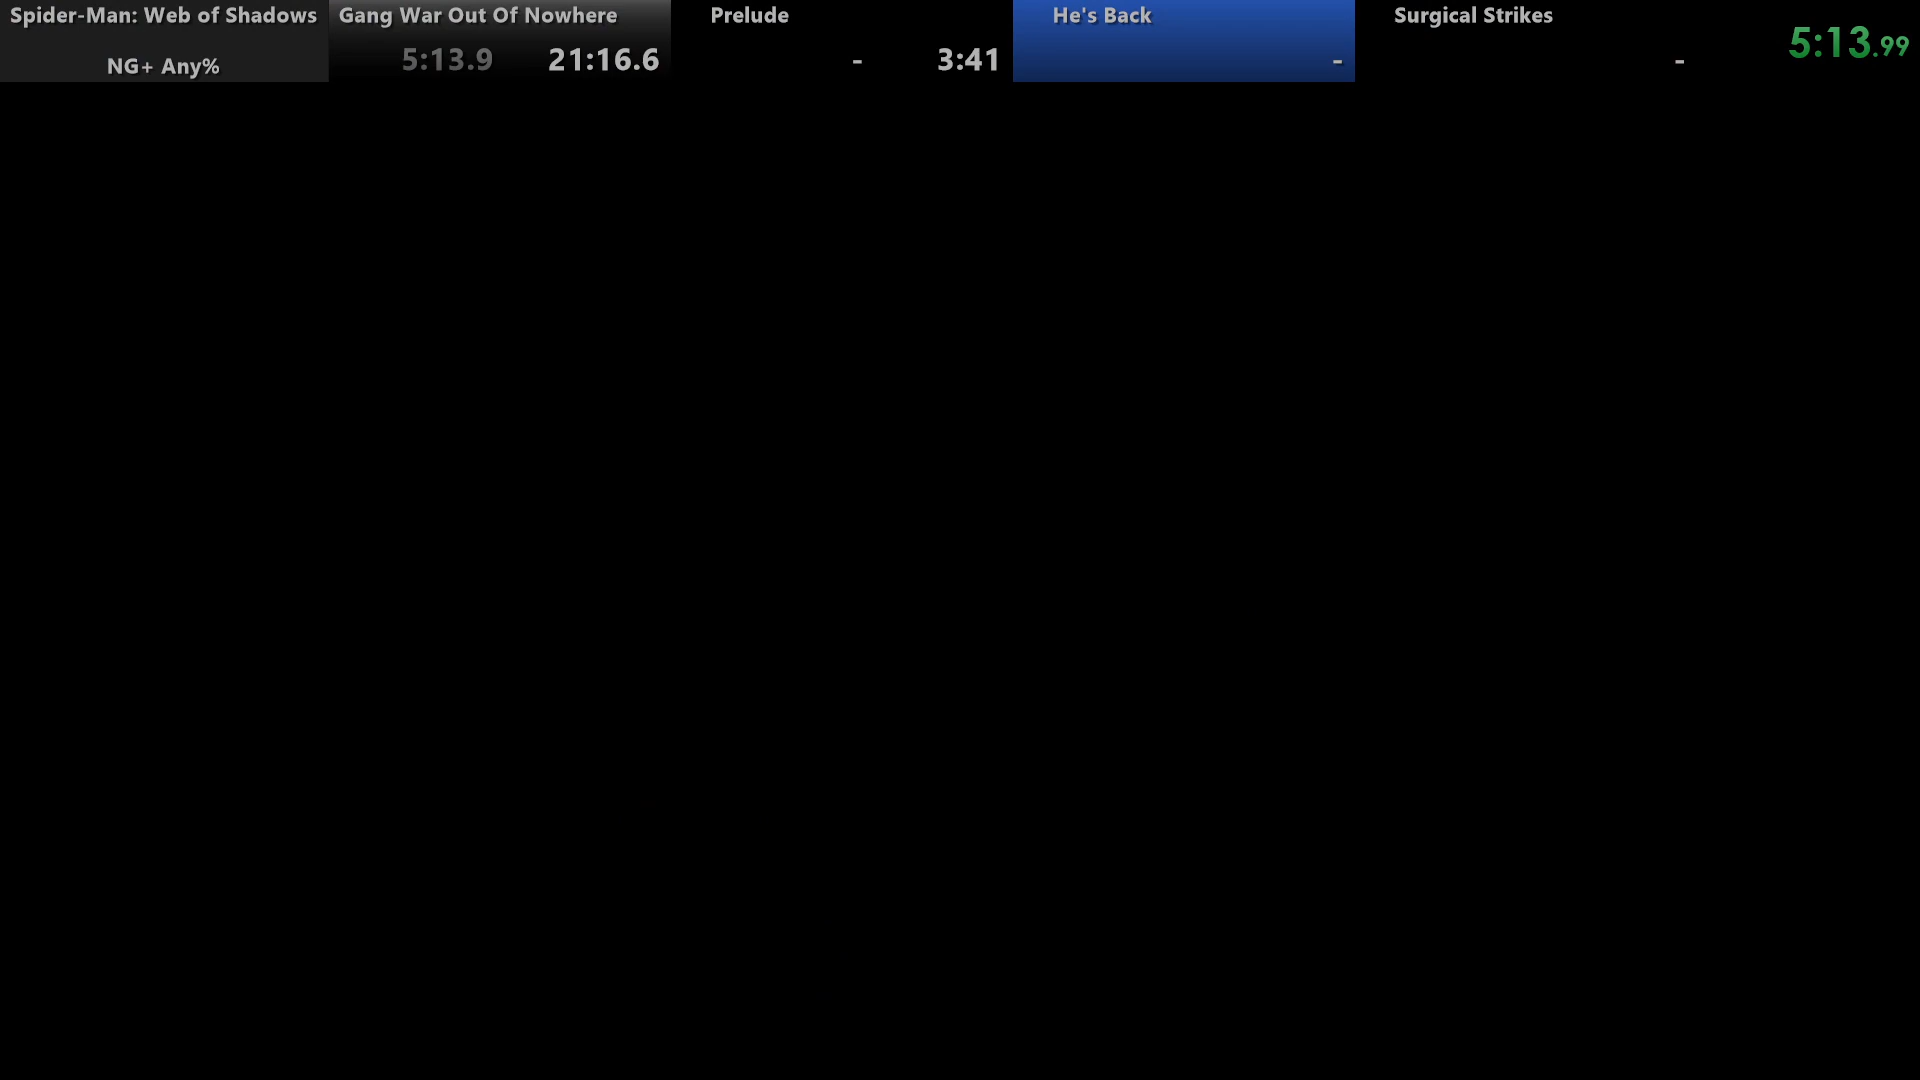 Spider-Man: Web of Shadows
NG+ Any%
Gang War Out Of Nowhere
5:13.9 21:16.6
Prelude
- 3:41
He's Back
-
Surgical Strikes
-
5:13.99